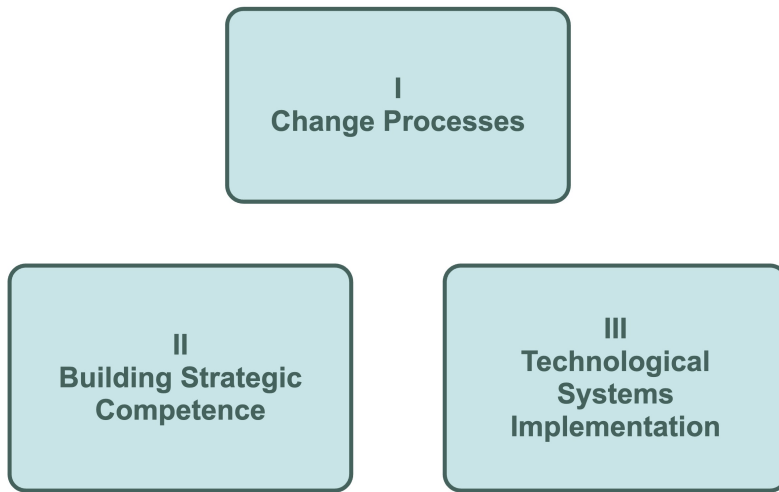 I
Change Processes
II
Building Strategic
Competence
III
Technological
Systems
Implementation